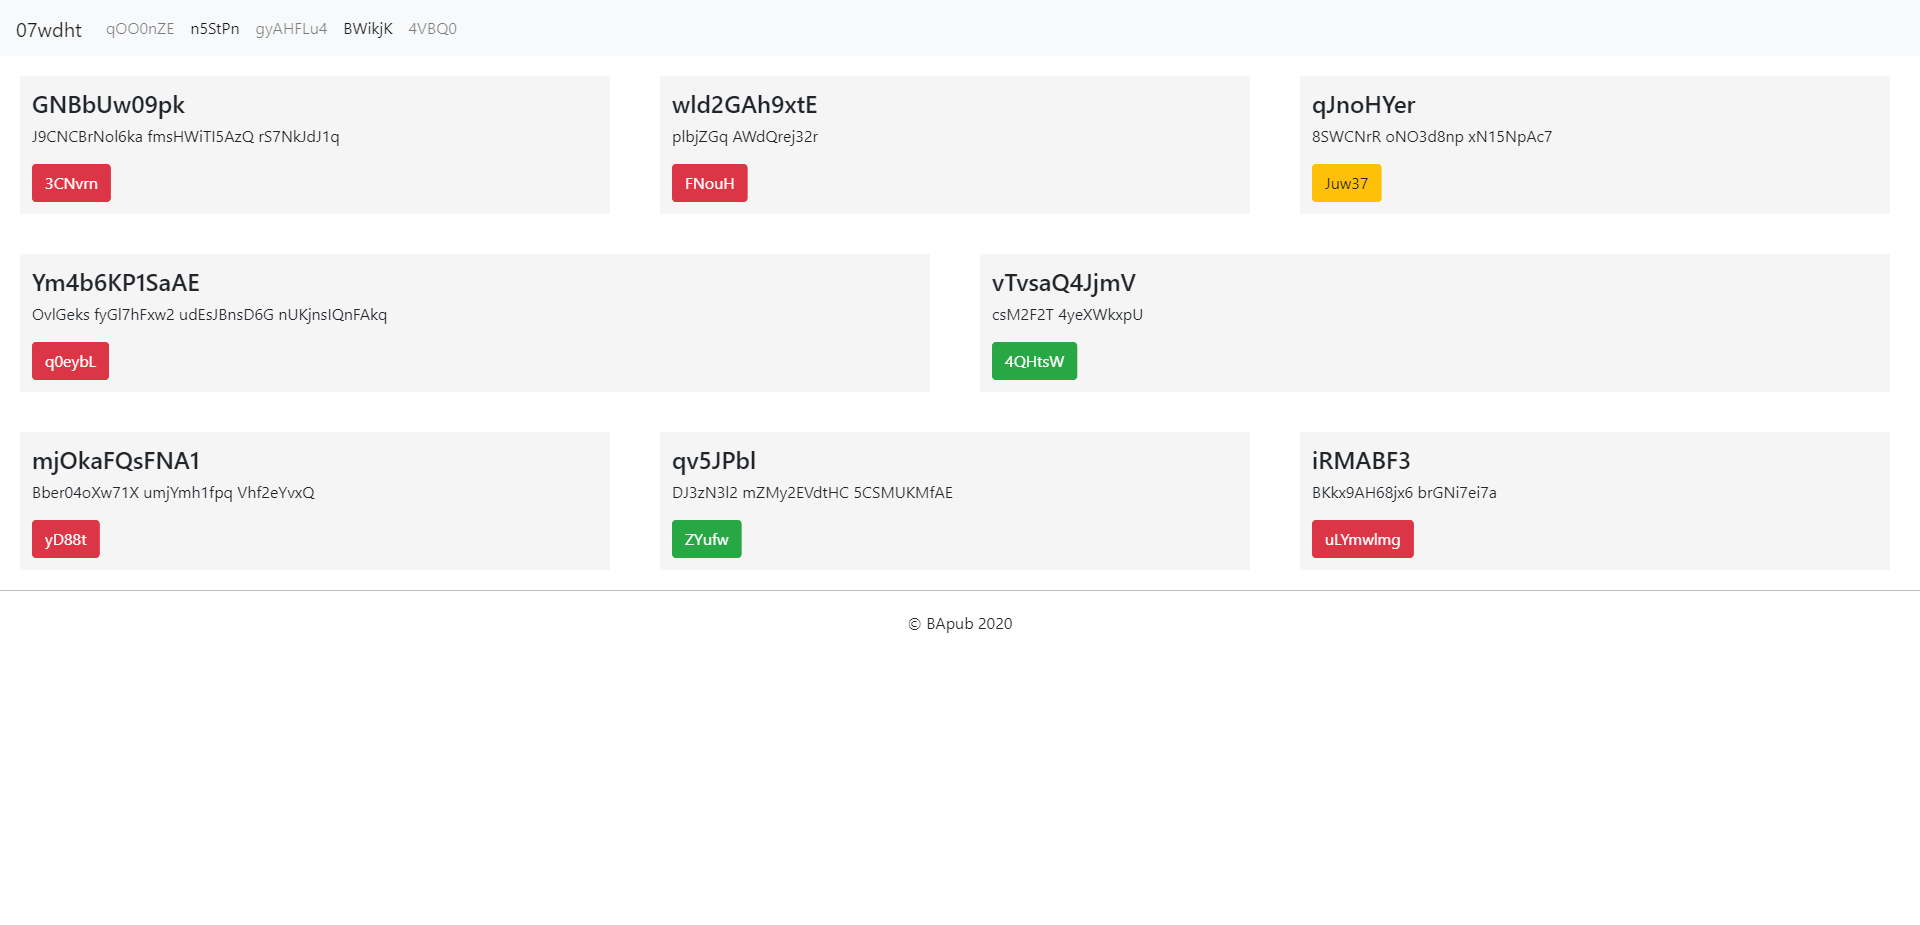 07wdht qOO0nZE n5StPn gyAHFLu4 BWikjK 4VBQ0
GNBbUw09pk
J9CNCBrNol6ka fmsHWiTI5AzQ rS7NkJdJ1q
3CNvrn
wld2GAh9xtE
plbjZGq AWdQrej32r
FNouH
qJnoHYer
8SWCNrR oNO3d8np xN15NpAc7
Juw37
Ym4b6KP1SaAE
OvlGeks fyGl7hFxw2 udEsJBnsD6G nUKjnsIQnFAkq
q0eybL
vTvsaQ4JjmV
csM2F2T 4yeXWkxpU
4QHtsW
mjOkaFQsFNA1
Bber04oXw71X umjYmh1fpq Vhf2eYvxQ
yD88t
qv5JPbl
DJ3zN3l2 mZMy2EVdtHC 5CSMUKMfAE
ZYufw
iRMABF3
BKkx9AH68jx6 brGNi7ei7a
uLYmwlmg
© BApub 2020